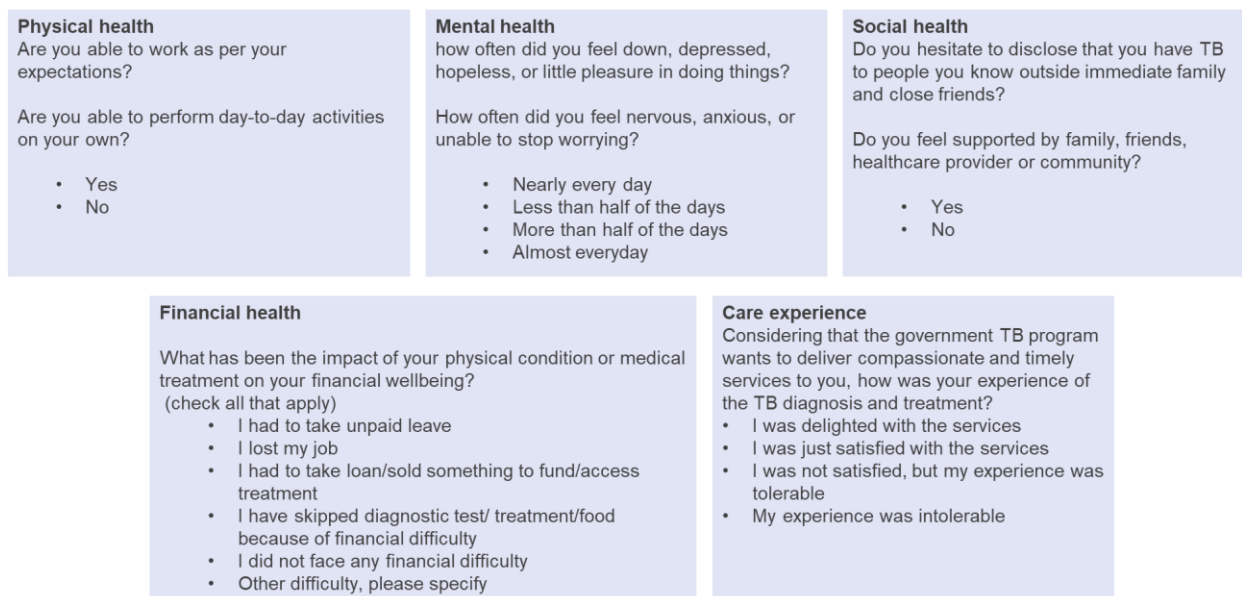 Physical health
Are you able to work as per your
expectations?
Are you able to perform day-to-day activities
on your own?
• Yes
• No
Mental health
how often did you feel down, depressed,
hopeless, or little pleasure in doing things?
How often did you feel nervous, anxious, or
unable to stop worrying?
• Nearly every day
• Less than half of the days
• More than half of the days
• Almost everyday
Social health
Do you hesitate to disclose that you have TB
to people you know outside immediate family
and close friends?
Do you feel supported by family, friends,
healthcare provider or community?
• Yes
• No
Financial health
What has been the impact of your physical condition or medical
treatment on your financial wellbeing?
(check all that apply)
• I had to take unpaid leave
• I lost my job
• I had to take loan/sold something to fund/access
treatment
• I have skipped diagnostic test/ treatment/food
because of financial difficulty
• I did not face any financial difficulty
• Other difficulty, please specify
Care experience
Considering that the government TB program
wants to deliver compassionate and timely
services to you, how was your experience of
the TB diagnosis and treatment?
• I was delighted with the services
• I was just satisfied with the services
• I was not satisfied, but my experience was
tolerable
• My experience was intolerable